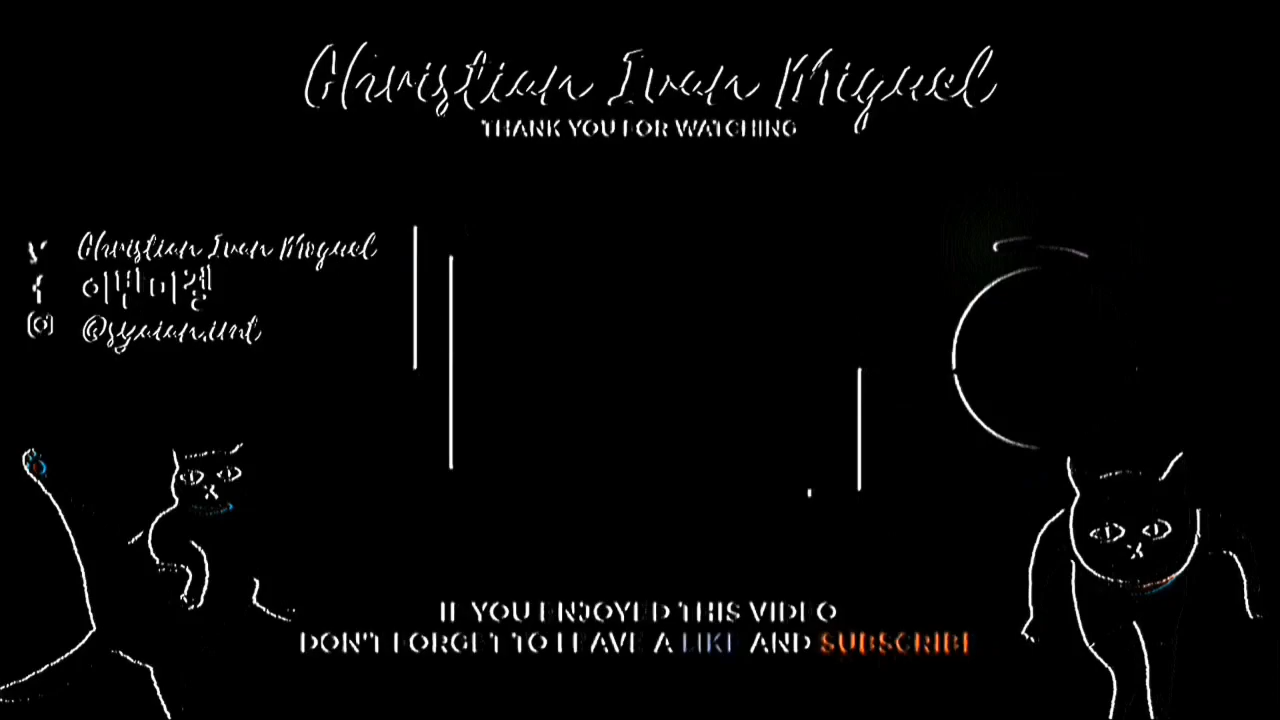 Christian Ivan Miguel
THANK YOU FOR WATCHING
Christian Ivan Miguel
이반미겔
IF YOU ENJOYED THIS VIDEO
DON'T FORGET TO LEAVE A LIKE AND SUBSCRIBE